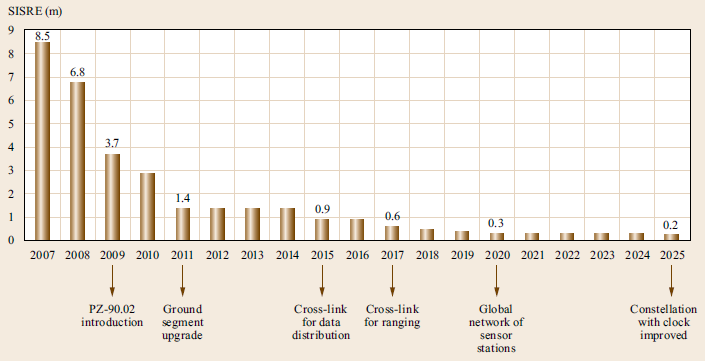 SISRE (m)
9
8
7
6
5
4
3
2
1
0
8.5
6.8
3.7
1.4
0.9
0.6
0.3
0.2
2007 2008 2009 2010 2011 2012 2013 2014 2015 2016 2017 2018 2019 2020 2021 2022 2023 2024 2025
PZ-90.02
introduction
Ground
segment
upgrade
Cross-link
for data
distribution
Cross-link
for ranging
Global
network of
sensor
stations
Constellation
with clock
improved